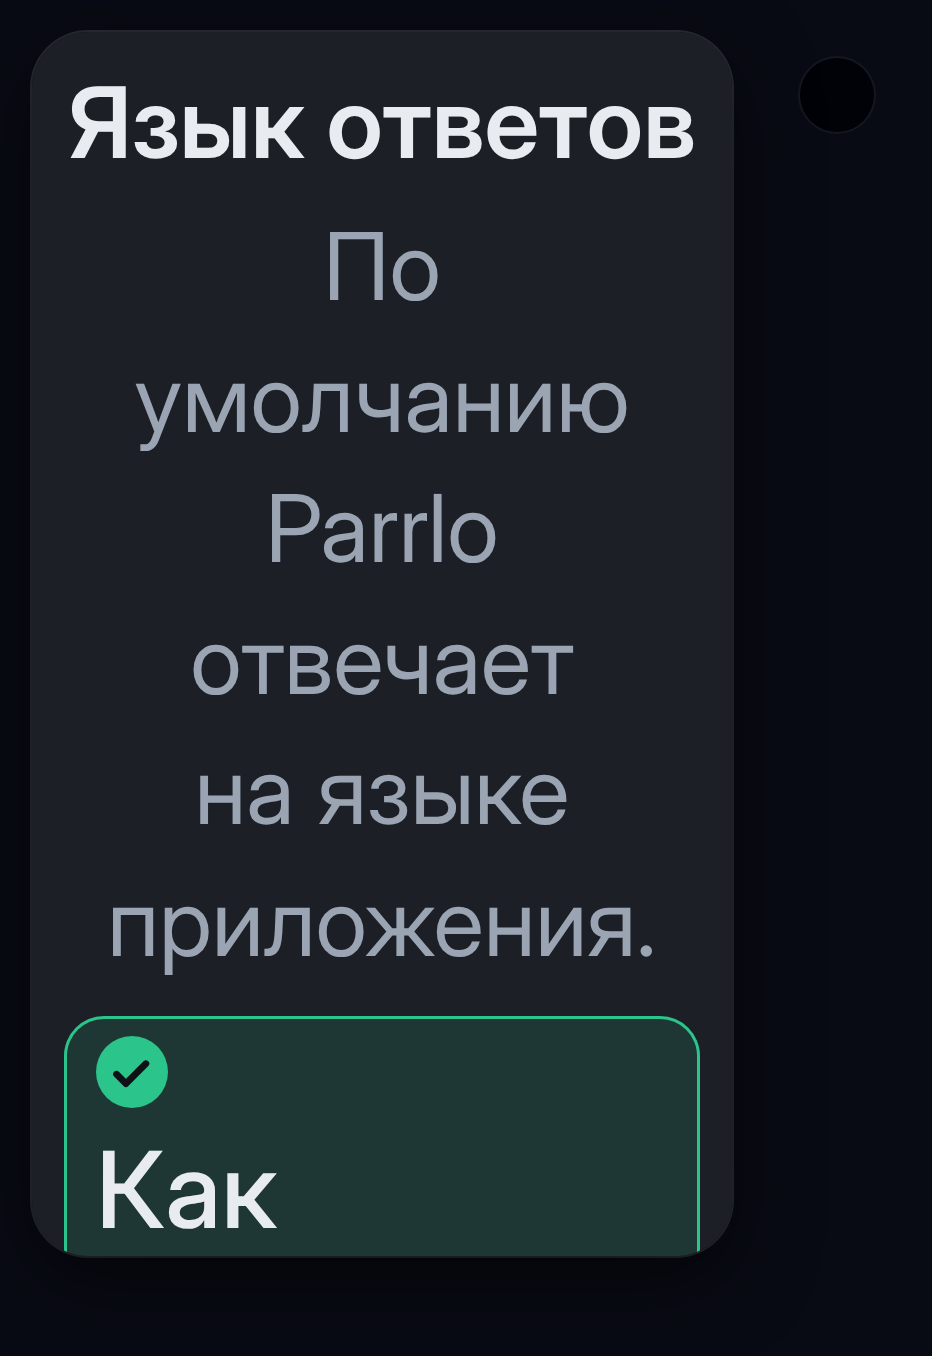 Язык ответов
По
умолчанию
Parrlo
отвечает
на языке
приложения.
Как